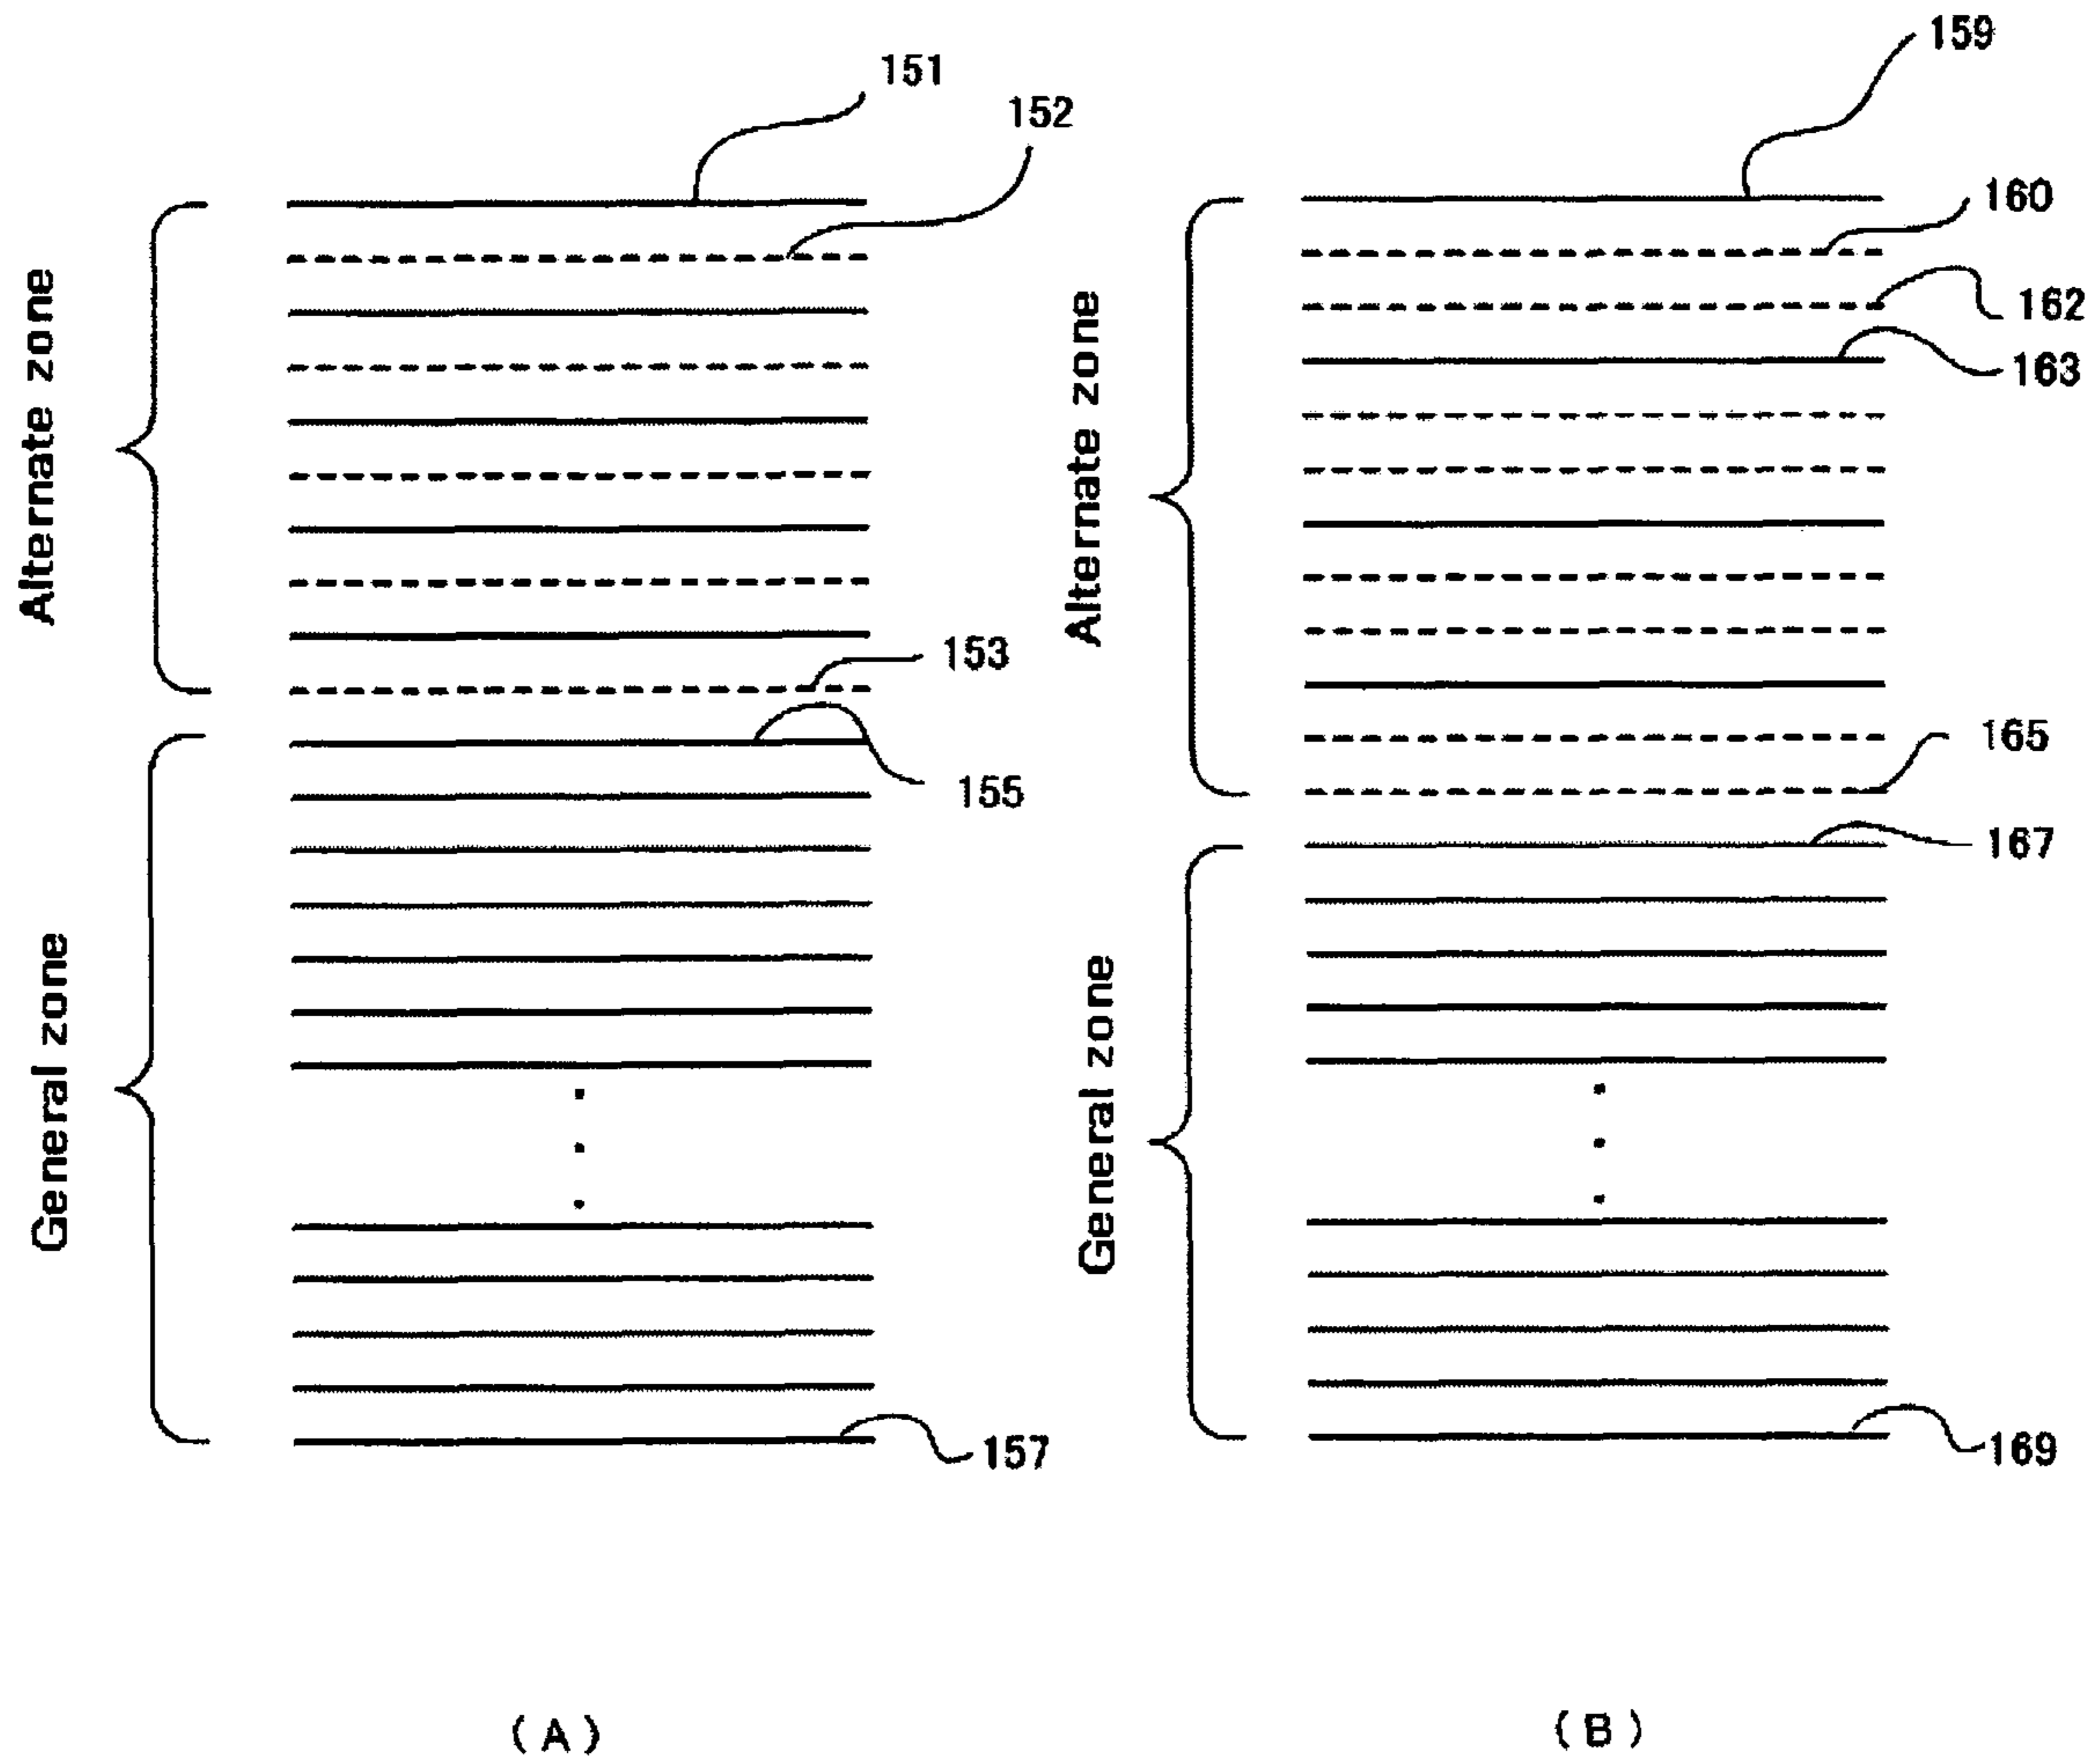 151
152
Alternate zone
153
155
General zone
157
(A)
159
160
162
163
Alternate zone
165
167
General zone
169
(B)